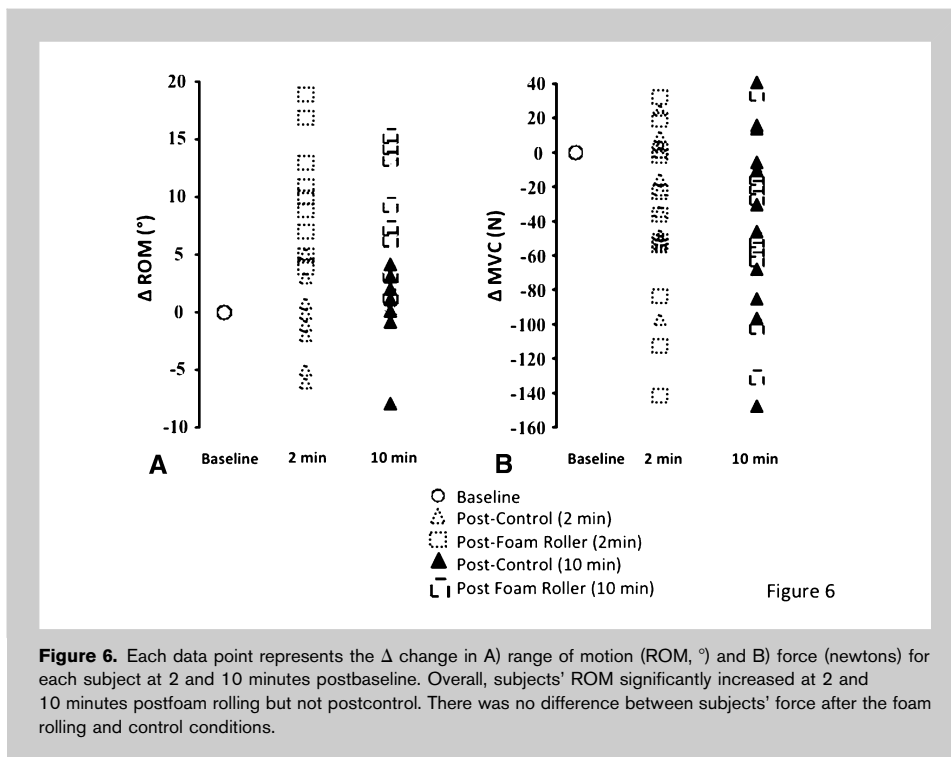 20
15
10
5
0
-5
-10
Δ ROM (°)
A
Baseline
2 min
10 min
40
20
0
-20
-40
-60
-80
-100
-120
-140
-160
Δ MVC (N)
B
Baseline
2 min
10 min
Baseline
Post-Control (2 min)
Post-Foam Roller (2min)
Post-Control (10 min)
Post Foam Roller (10 min)
Figure 6
Figure 6. Each data point represents the Δ change in A) range of motion (ROM, °) and B) force (newtons) for
each subject at 2 and 10 minutes postbaseline. Overall, subjects' ROM significantly increased at 2 and
10 minutes postfoam rolling but not postcontrol. There was no difference between subjects' force after the foam
rolling and control conditions.